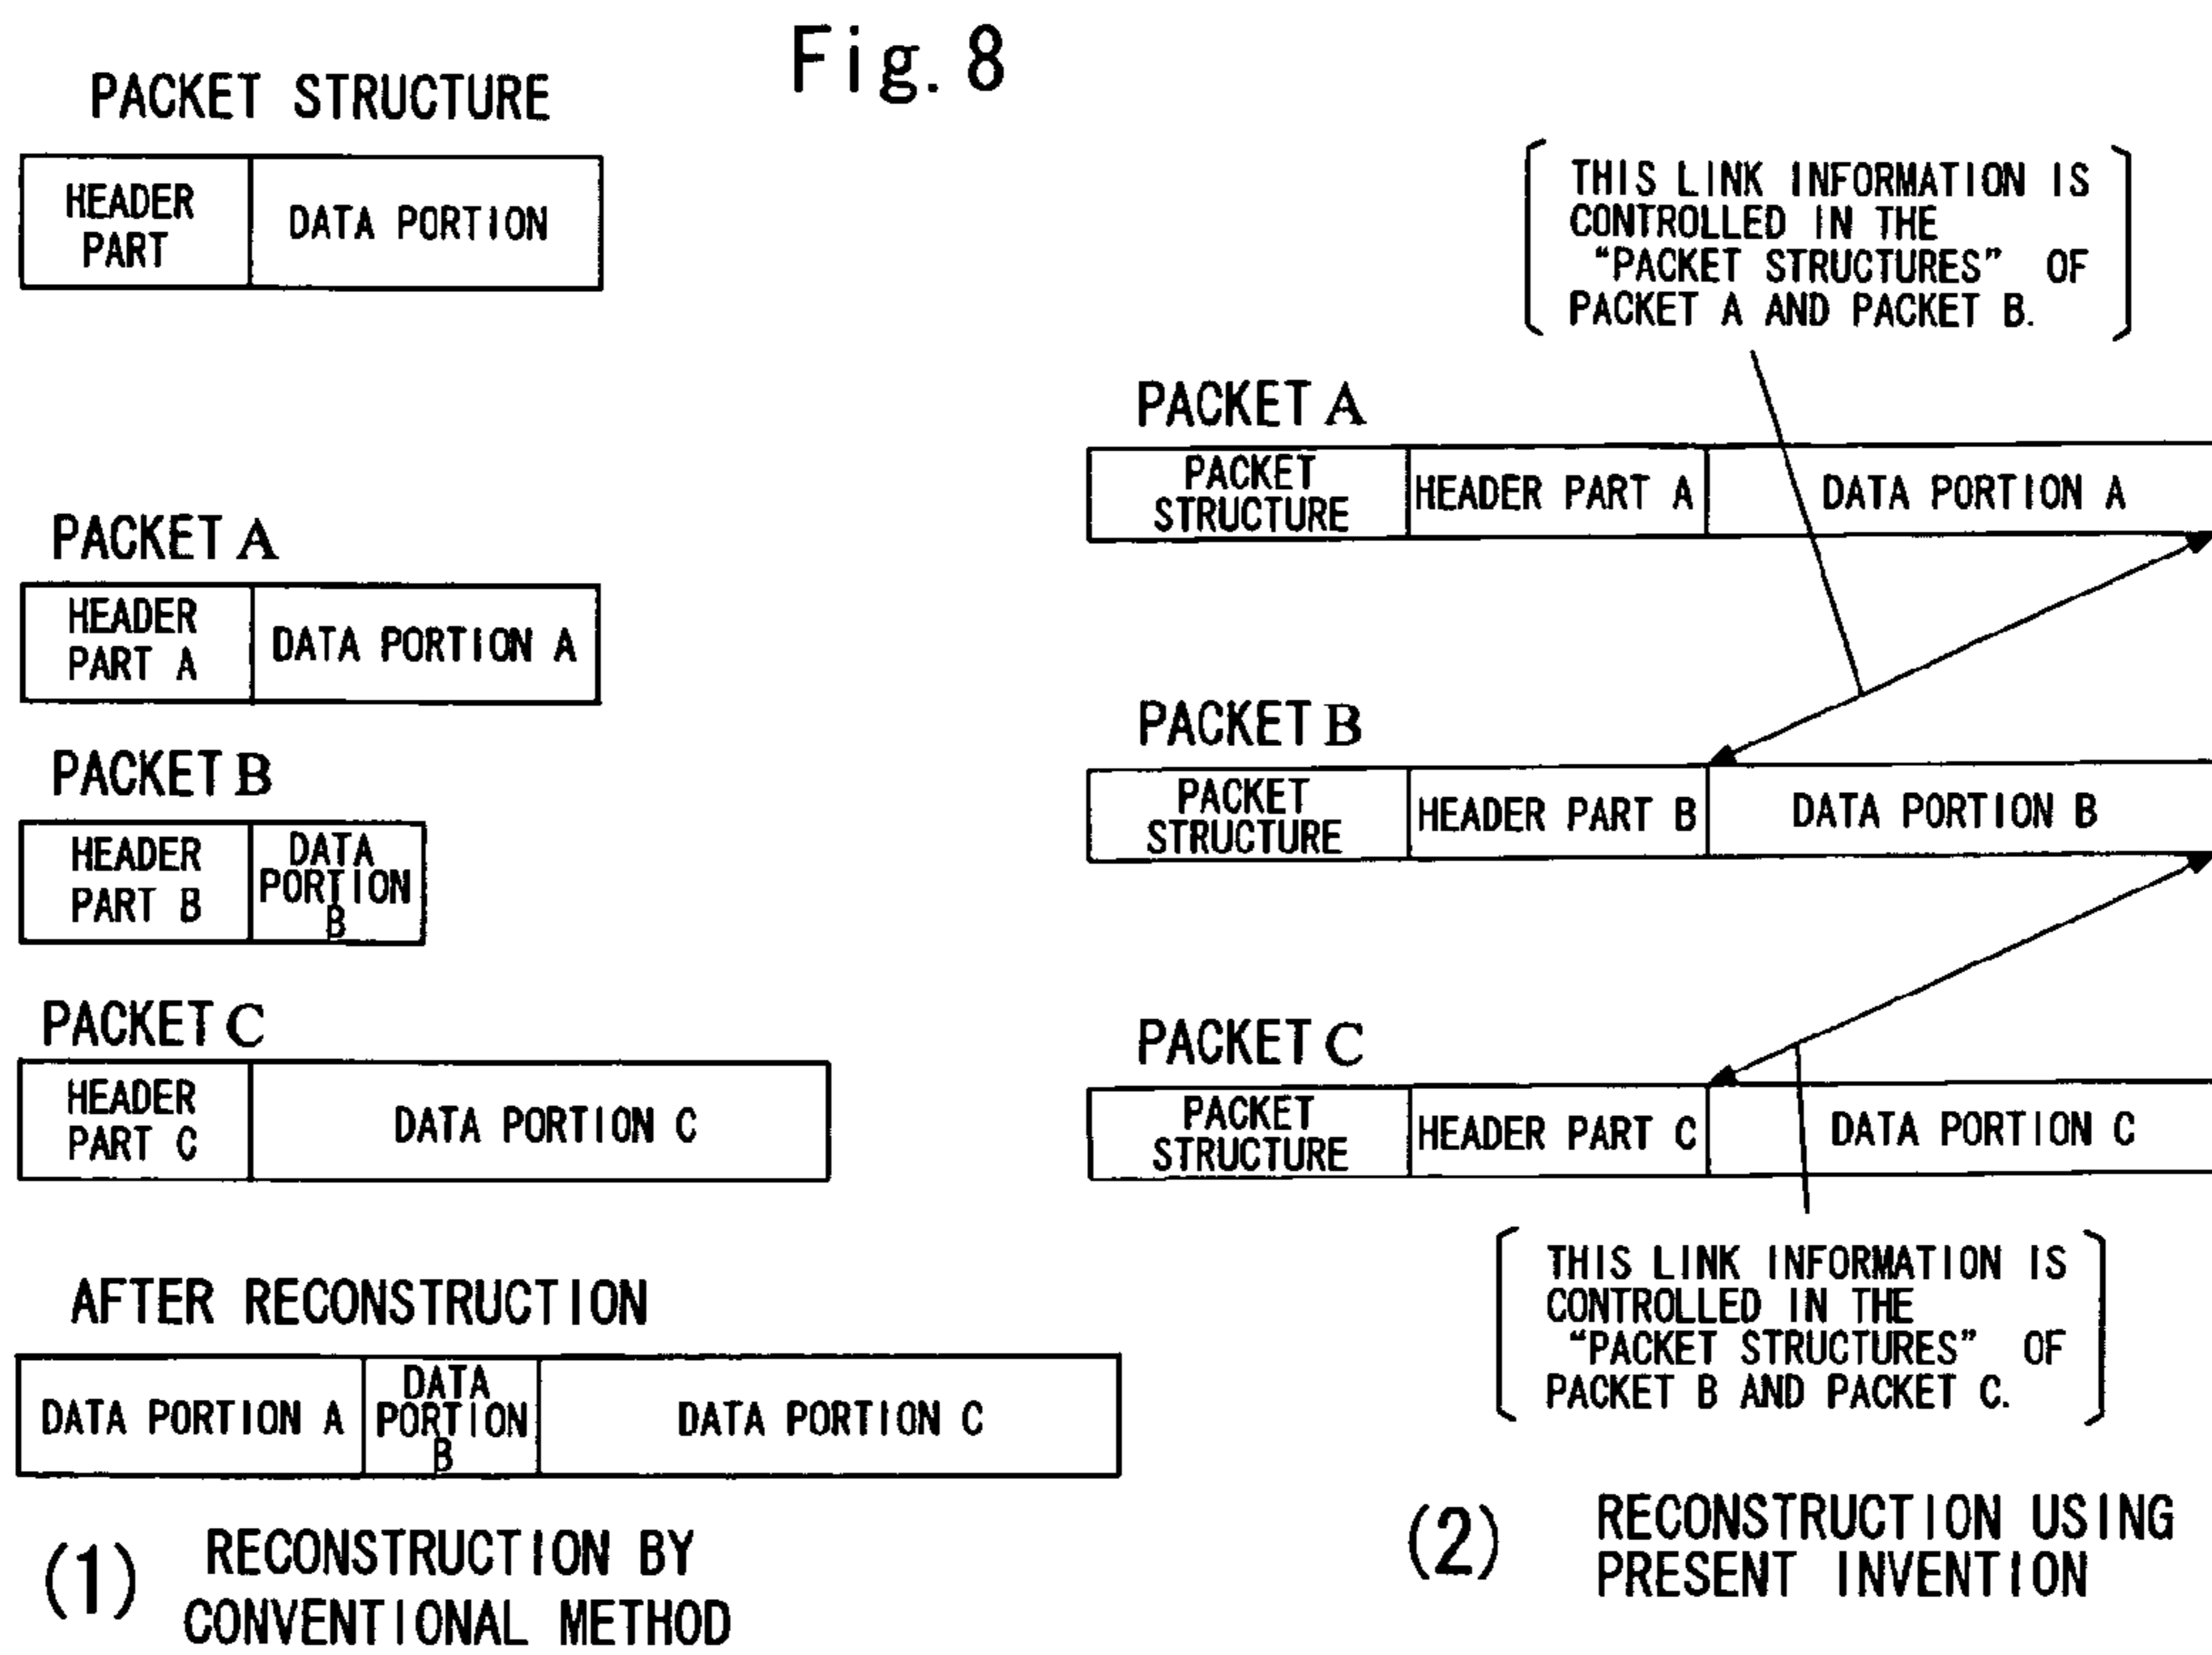 Fig. 8
PACKET STRUCTURE
HEADER
PART
DATA PORTION
PACKET A
HEADER
PART A
DATA PORTION A
PACKET B
HEADER
PART B
DATA
PORTION
B
PACKET C
HEADER
PART C
DATA PORTION C
AFTER RECONSTRUCTION
DATA PORTION A
DATA
PORTION
B
DATA PORTION C
(1)
RECONSTRUCTION BY
CONVENTIONAL METHOD
THIS LINK INFORMATION IS
CONTROLLED IN THE
“PACKET STRUCTURES” OF
PACKET A AND PACKET B.
PACKET A
PACKET
STRUCTURE
HEADER PART A
DATA PORTION A
PACKET B
PACKET
STRUCTURE
HEADER PART B
DATA PORTION B
PACKET C
PACKET
STRUCTURE
HEADER PART C
DATA PORTION C
THIS LINK INFORMATION IS
CONTROLLED IN THE
“PACKET STRUCTURES” OF
PACKET B AND PACKET C.
(2)
RECONSTRUCTION USING
PRESENT INVENTION